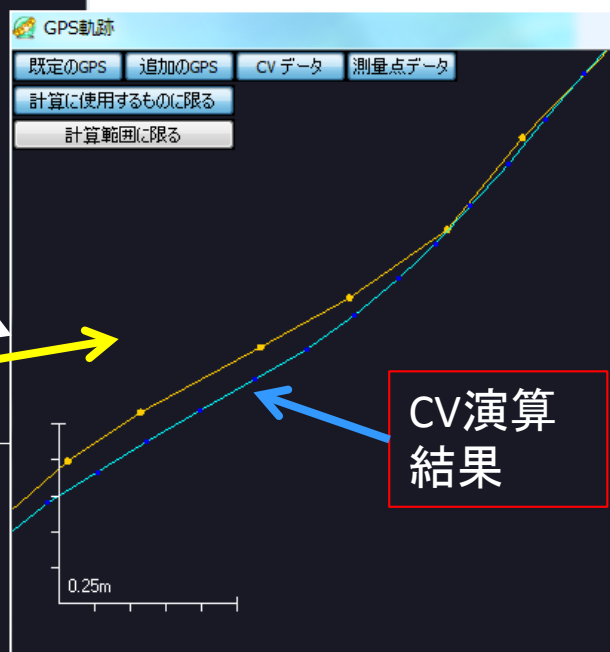 GPS軌跡
既定のGPS 追加のGPS CV データ 測量点データ
計算に使用するものに限る
計算範囲に限る
CV演算
結果
0.25m